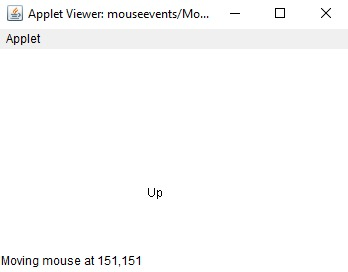 Applet Viewer: mouseevents/Mo...
Applet
Up
Moving mouse at 151,151